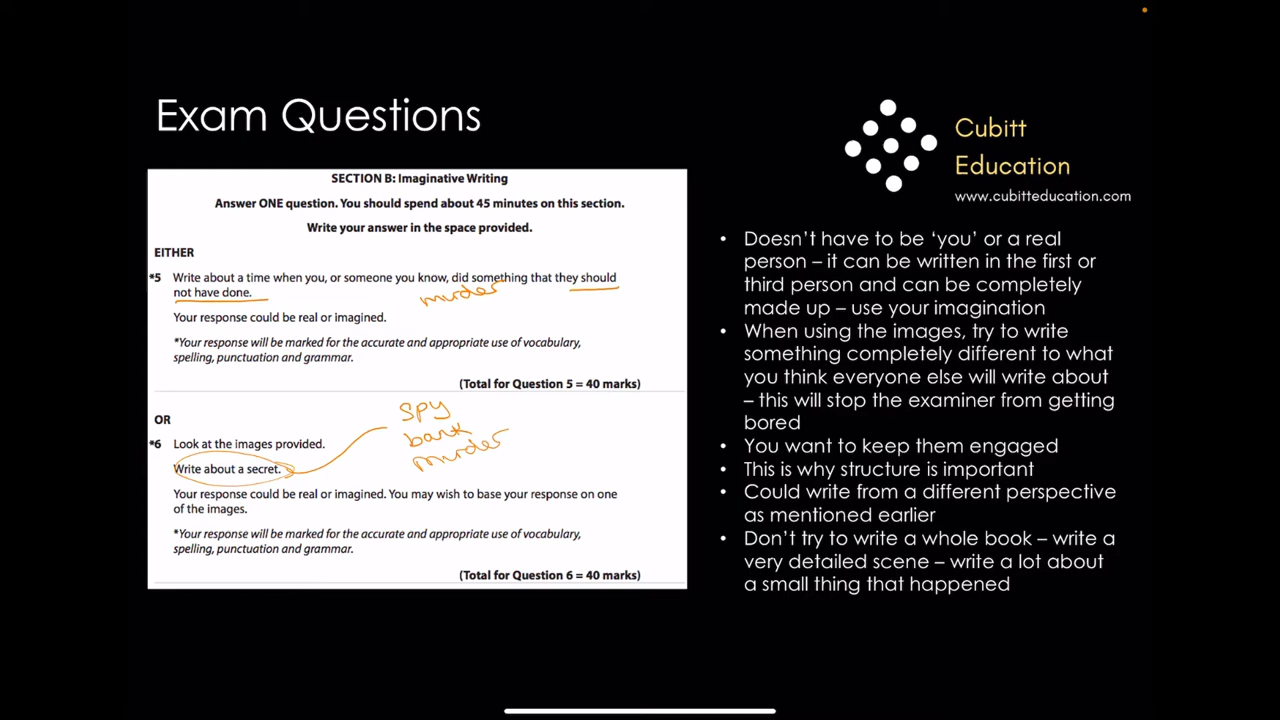 Exam Questions
SECTION B: Imaginative Writing
Answer ONE question. You should spend about 45 minutes on this section.
Write your answer in the space provided.
EITHER
*5 Write about a time when you, or someone you know, did something that they should
not have done.
murder
Your response could be real or imagined.
*Your response will be marked for the accurate and appropriate use of vocabulary,
spelling, punctuation and grammar.
(Total for Question 5 = 40 marks)
OR
*6 Look at the images provided.
Write about a secret.
spy
bank
murder
Your response could be real or imagined. You may wish to base your response on one
of the images.
*Your response will be marked for the accurate and appropriate use of vocabulary,
spelling, punctuation and grammar.
(Total for Question 6 = 40 marks)
Cubitt
Education
www.cubitteducation.com
• Doesn't have to be 'you' or a real
person – it can be written in the first or
third person and can be completely
made up – use your imagination
• When using the images, try to write
something completely different to what
you think everyone else will write about
– this will stop the examiner from getting
bored
• You want to keep them engaged
• This is why structure is important
• Could write from a different perspective
as mentioned earlier
• Don't try to write a whole book – write a
very detailed scene – write a lot about
a small thing that happened